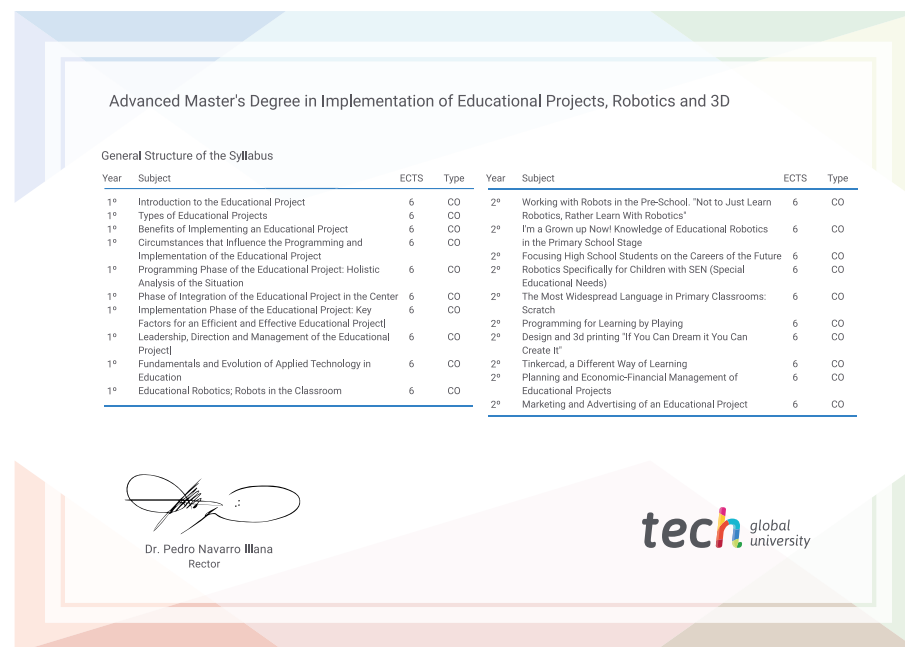 Advanced Master's Degree in Implementation of Educational Projects, Robotics and 3D
General Structure of the Syllabus
Year Subject ECTS Type
1º Introduction to the Educational Project 6 CO
1º Types of Educational Projects 6 CO
1º Benefits of Implementing an Educational Project 6 CO
1º Circumstances that Influence the Programming and 6 CO
Implementation of the Educational Project
1º Programming Phase of the Educational Project: Holistic 6 CO
Analysis of the Situation
1º Phase of Integration of the Educational Project in the Center 6 CO
1º Implementation Phase of the Educational Project: Key 6 CO
Factors for an Efficient and Effective Educational Project|
1º Leadership, Direction and Management of the Educational 6 CO
Project|
1º Fundamentals and Evolution of Applied Technology in 6 CO
Education
1º Educational Robotics; Robots in the Classroom 6 CO
Year Subject ECTS Type
2º Working with Robots in the Pre-School. "Not to Just Learn 6 CO
Robotics, Rather Learn With Robotics"
2º I'm a Grown up Now! Knowledge of Educational Robotics 6 CO
in the Primary School Stage
2º Focusing High School Students on the Careers of the Future 6 CO
2º Robotics Specifically for Children with SEN (Special 6 CO
Educational Needs)
2º The Most Widespread Language in Primary Classrooms: 6 CO
Scratch
2º Programming for Learning by Playing 6 CO
2º Design and 3d printing "If You Can Dream it You Can 6 CO
Create It"
2º Tinkercad, a Different Way of Learning 6 CO
2º Planning and Economic-Financial Management of 6 CO
Educational Projects
2º Marketing and Advertising of an Educational Project 6 CO
Dr. Pedro Navarro Illana
Rector
tech global
university